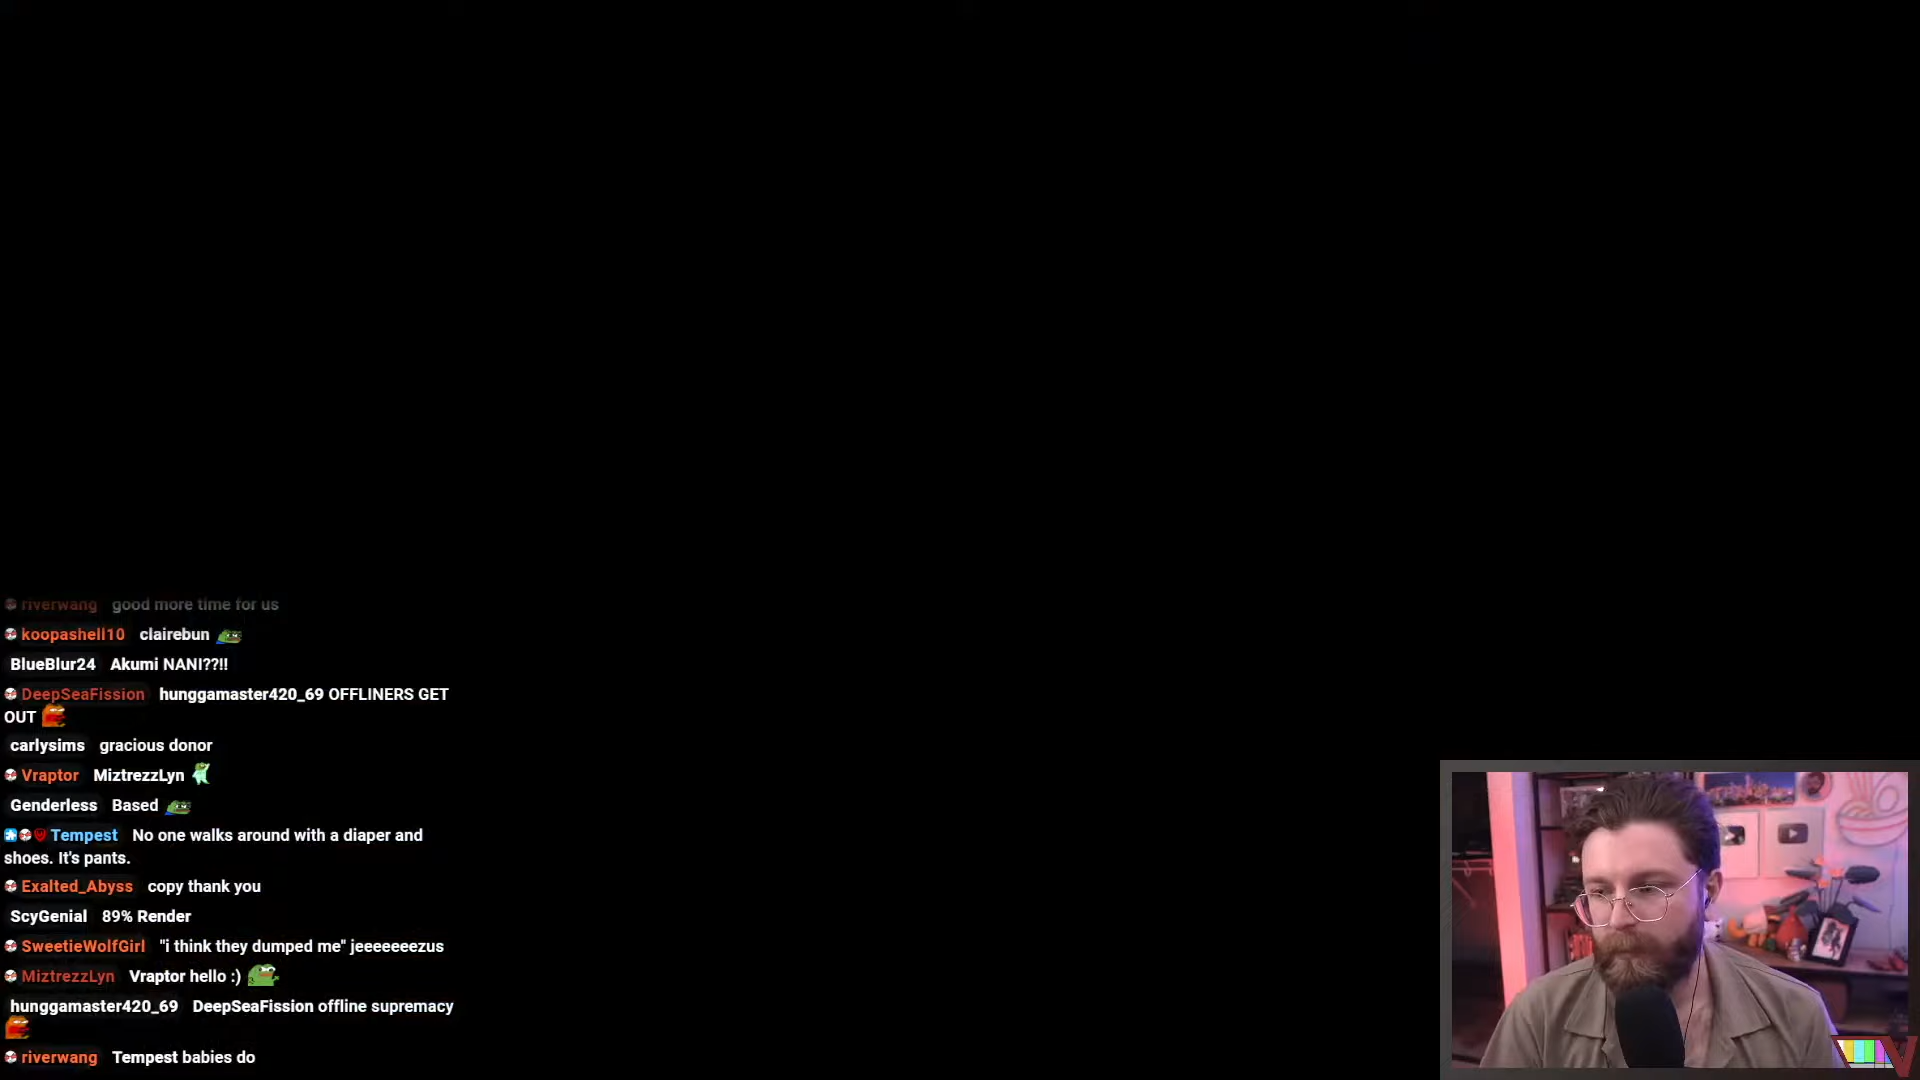 riverwang good more time for us
koopashell10 clairebun
BlueBlur24 Akumi NANI??!!
DeepSeaFission hunggamaster420_69 OFFLINERS GET
OUT
carlysims gracious donor
Vraptor MiztrezzLyn
Genderless Based
Tempest No one walks around with a diaper and
shoes. It's pants.
Exalted_Abyss copy thank you
ScyGenial 89% Render
SweetieWolfGirl "i think they dumped me" jeeeeeezus
MiztrezzLyn Vraptor hello :)
hunggamaster420_69 DeepSeaFission offline supremacy
riverwang Tempest babies do
V